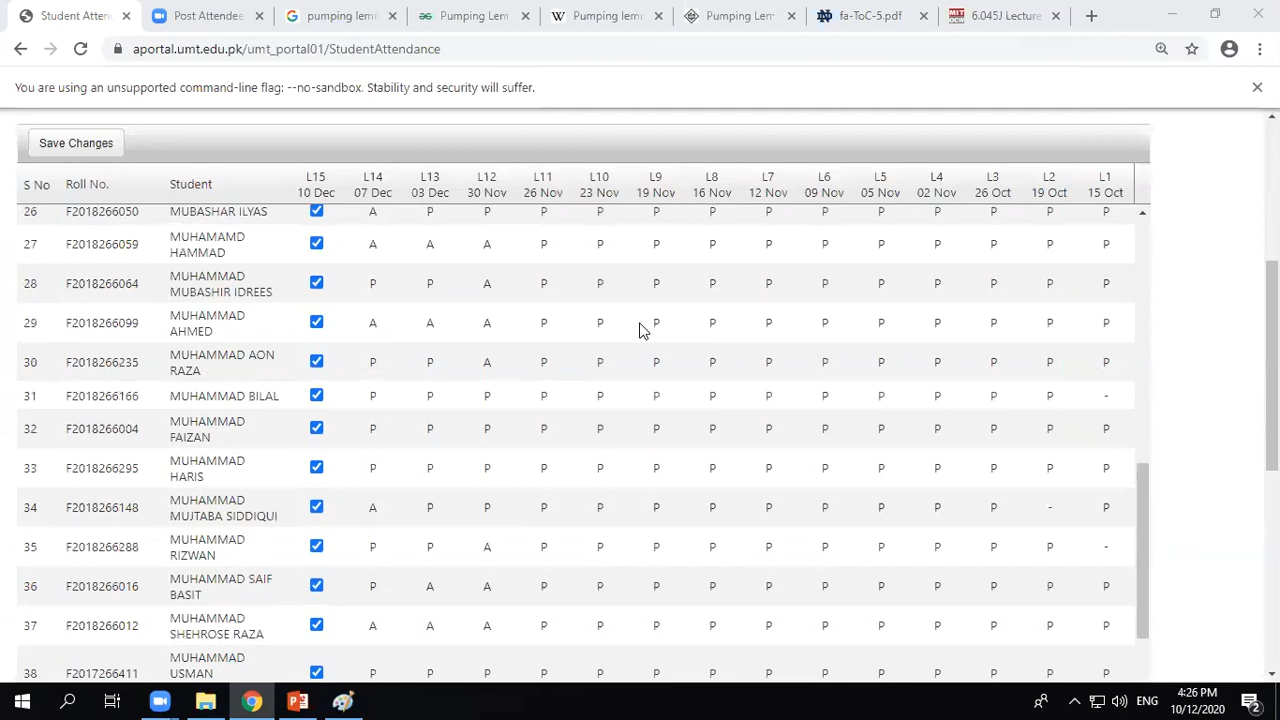 Student Atten
Post Attendee
pumping lemm
Pumping Lem
Pumping lemm
Pumping Lem
fa-ToC-5.pdf
6.045J Lecture
aportal.umt.edu.pk/umt_portal01/StudentAttendance
You are using an unsupported command-line flag: --no-sandbox. Stability and security will suffer.
Save Changes
S No Roll No. Student L15 L14 L13 L12 L11 L10 L9 L8 L7 L6 L5 L4 L3 L2 L1
10 Dec 07 Dec 03 Dec 30 Nov 26 Nov 23 Nov 19 Nov 16 Nov 12 Nov 09 Nov 05 Nov 02 Nov 26 Oct 19 Oct 15 Oct
26 F2018266050 MUBASHAR ILYAS A P P P P P P P P P P P P P
27 F2018266059 MUHAMAMD HAMMAD A A A P P P P P P P P P P P
28 F2018266064 MUHAMMAD MUBASHIR IDREES P P A P P P P P P P P P P P
29 F2018266099 MUHAMMAD AHMED A A A P P P P P P P P P P P
30 F2018266235 MUHAMMAD AON RAZA P P A P P P P P P P P P P P
31 F2018266166 MUHAMMAD BILAL P P P P P P P P P P P P P -
32 F2018266004 MUHAMMAD FAIZAN P P P P P P P P P P P P P P
33 F2018266295 MUHAMMAD HARIS P P P P P P P P P P P P P P
34 F2018266148 MUHAMMAD MUJTABA SIDDIQUI A P P P P P P P P P P P - P
35 F2018266288 MUHAMMAD RIZWAN P P A P P P P P P P P P P -
36 F2018266016 MUHAMMAD SAIF BASIT P A A P P P P P P P P P P P
37 F2018266012 MUHAMMAD SHEHROSE RAZA A A A P P P P P P P P P P P
38 F2017266411 MUHAMMAD USMAN P P P P P P P P P P P P P P
ENG
4:26 PM
10/12/2020
2